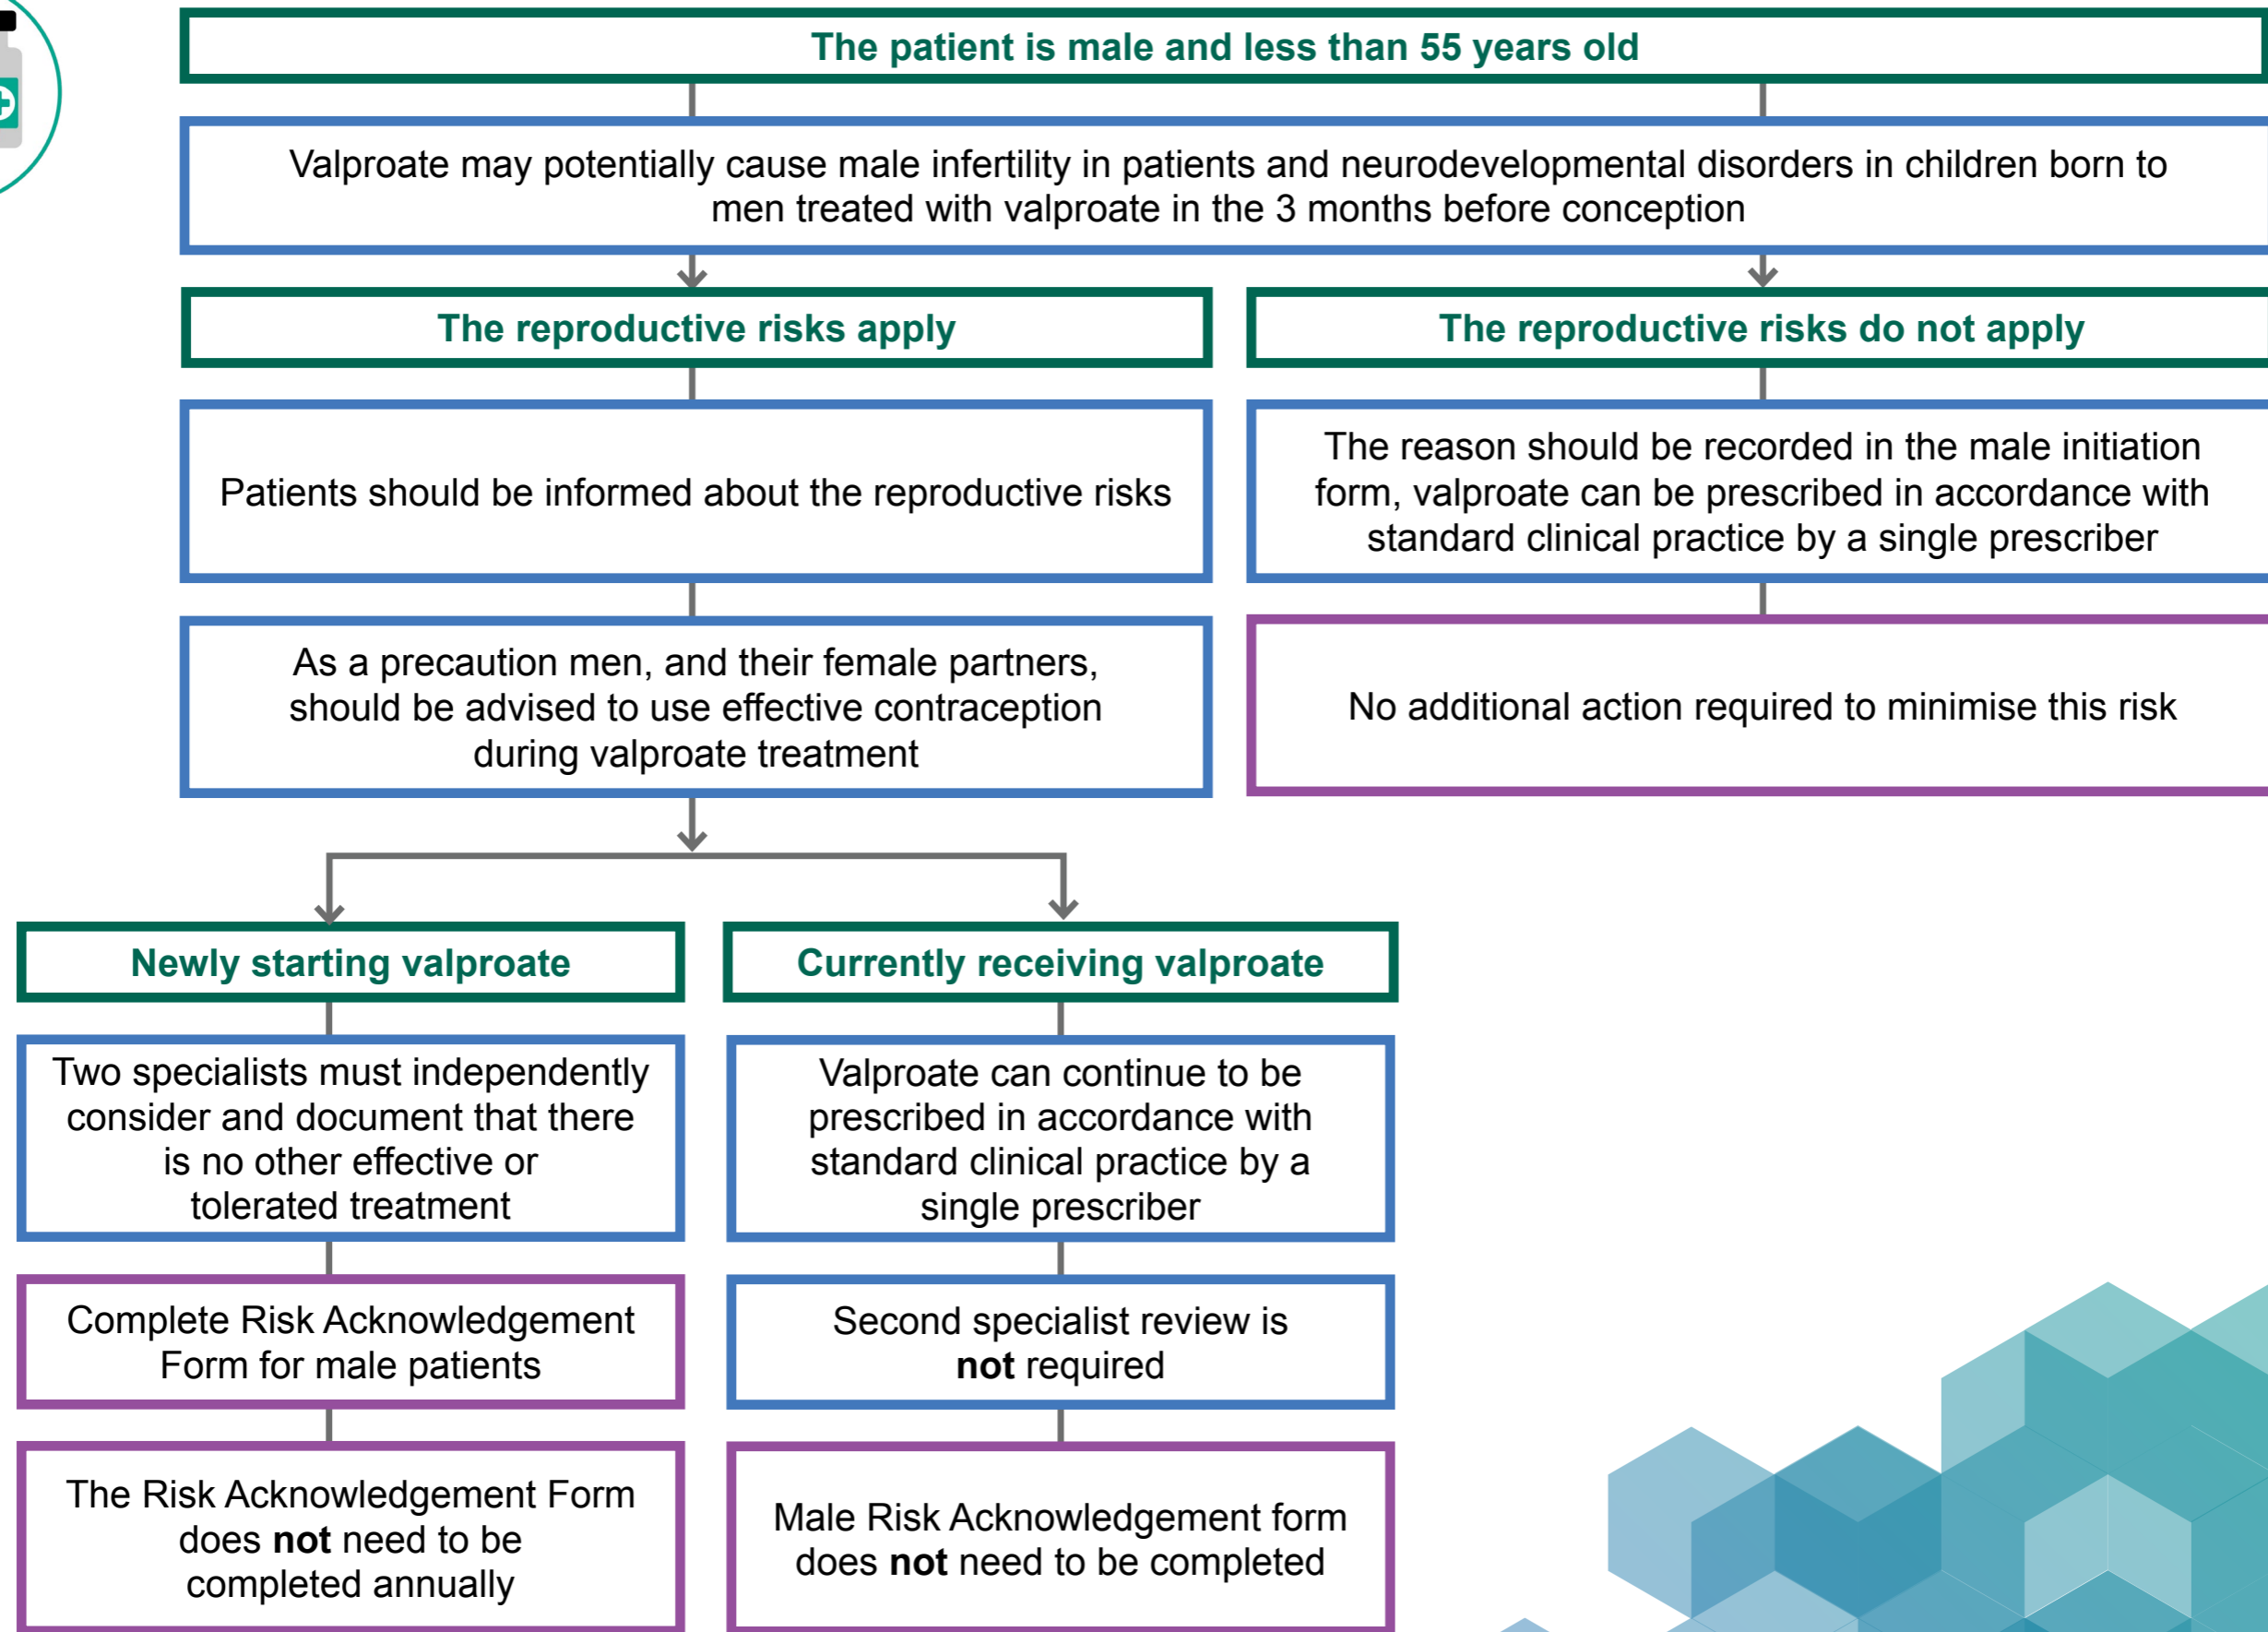 The patient is male and less than 55 years old
Valproate may potentially cause male infertility in patients and neurodevelopmental disorders in children born to
men treated with valproate in the 3 months before conception
The reproductive risks apply
The reproductive risks do not apply
Patients should be informed about the reproductive risks
The reason should be recorded in the male initiation
form, valproate can be prescribed in accordance with
standard clinical practice by a single prescriber
As a precaution men, and their female partners,
should be advised to use effective contraception
during valproate treatment
No additional action required to minimise this risk
Newly starting valproate
Currently receiving valproate
Two specialists must independently
consider and document that there
is no other effective or
tolerated treatment
Valproate can continue to be
prescribed in accordance with
standard clinical practice by a
single prescriber
Complete Risk Acknowledgement
Form for male patients
Second specialist review is
not required
The Risk Acknowledgement Form
does not need to be
completed annually
Male Risk Acknowledgement form
does not need to be completed